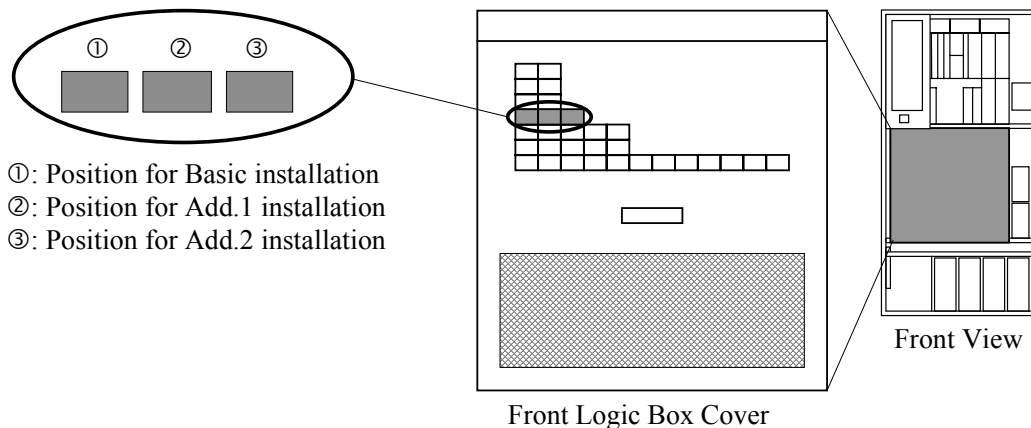 ① ② ③
①: Position for Basic installation
②: Position for Add.1 installation
③: Position for Add.2 installation
Front View
Front Logic Box Cover